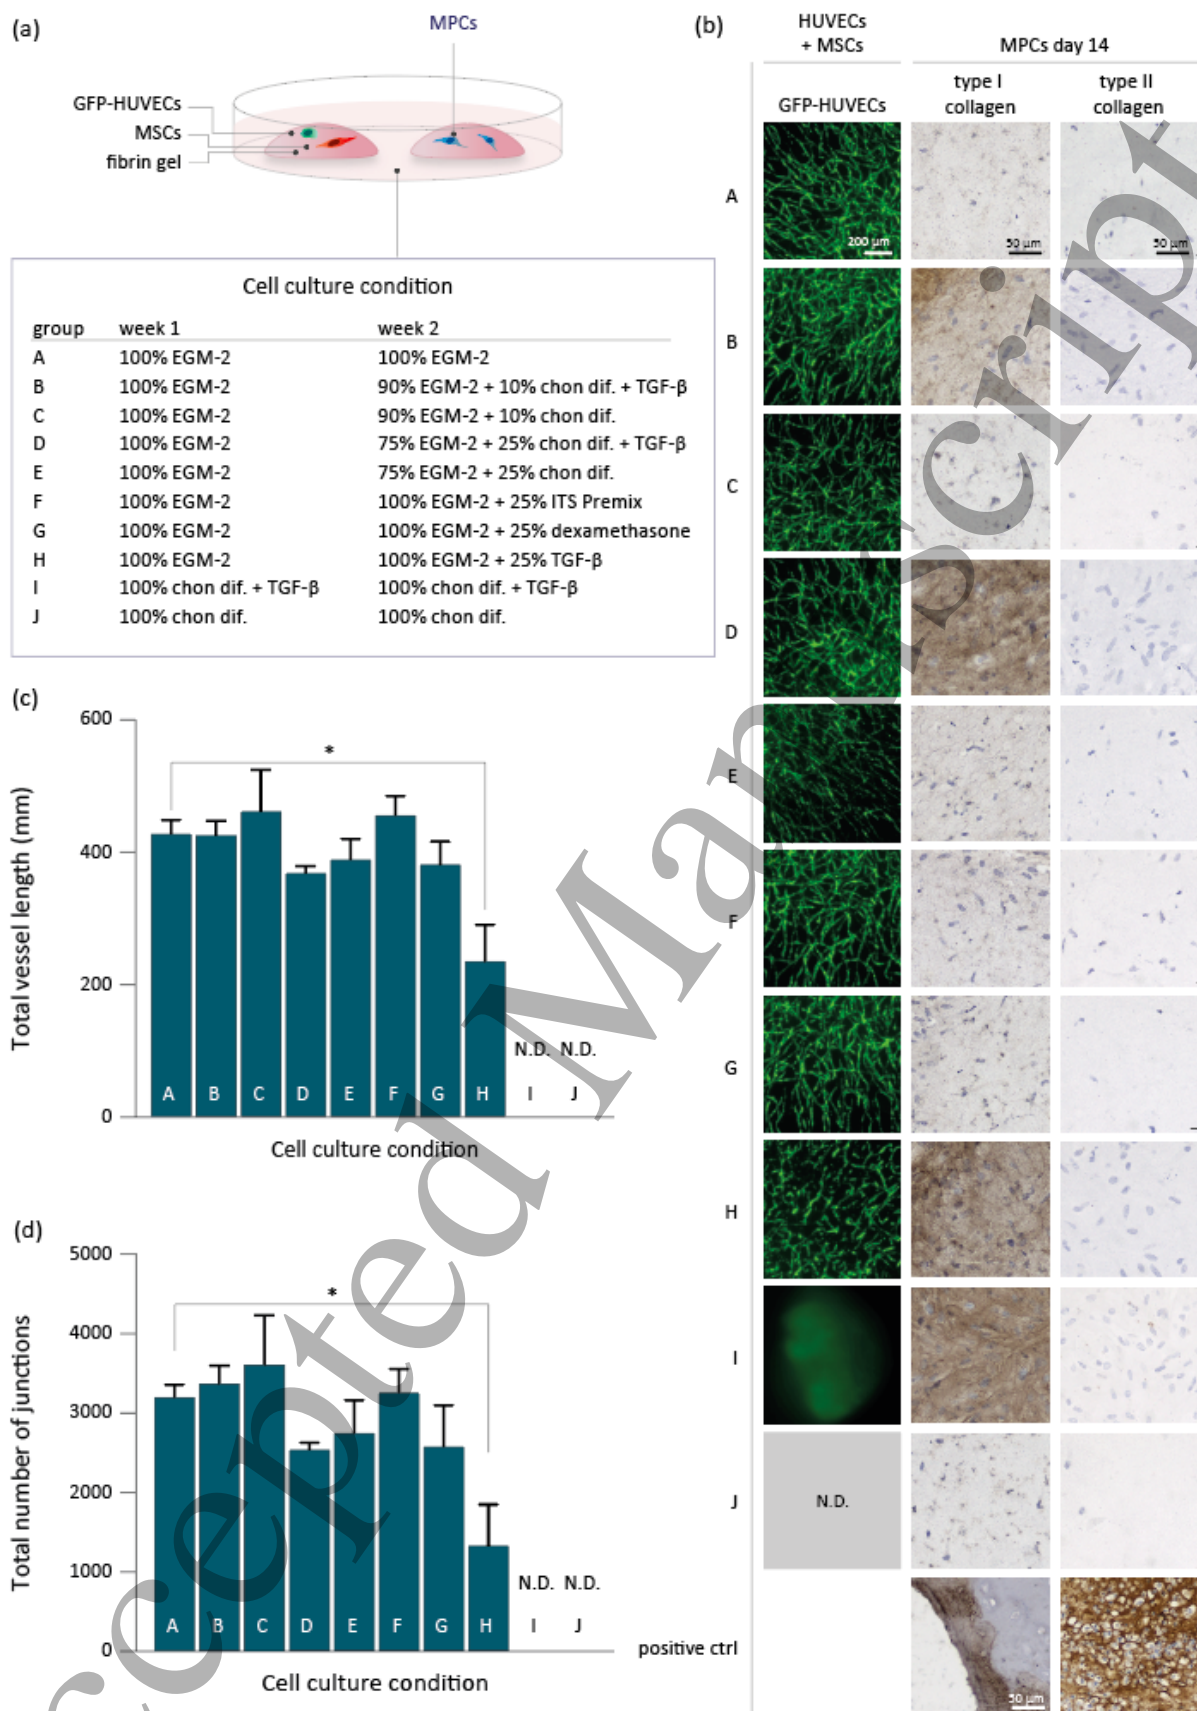 (a)
MPCs
GFP-HUVECs
MSCs
fibrin gel
Cell culture condition
group week 1 week 2
A 100% EGM-2 100% EGM-2
B 100% EGM-2 90% EGM-2 + 10% chon dif. + TGF-β
C 100% EGM-2 90% EGM-2 + 10% chon dif.
D 100% EGM-2 75% EGM-2 + 25% chon dif. + TGF-β
E 100% EGM-2 75% EGM-2 + 25% chon dif.
F 100% EGM-2 100% EGM-2 + 25% ITS Premix
G 100% EGM-2 100% EGM-2 + 25% dexamethasone
H 100% EGM-2 100% EGM-2 + 25% TGF-β
I 100% chon dif. + TGF-β 100% chon dif. + TGF-β
J 100% chon dif. 100% chon dif.
(b)
HUVECs
+ MSCs
MPCs day 14
GFP-HUVECs
type I
collagen
type II
collagen
A
200 µm
50 µm
50 µm
B
C
D
E
F
G
H
I
J
N.D.
positive ctrl
50 µm
(c)
Total vessel length (mm)
600
400
200
0
*
N.D. N.D.
A B C D E F G H I J
Cell culture condition
(d)
Total number of junctions
5000
4000
3000
2000
1000
0
*
N.D. N.D.
A B C D E F G H I J
Cell culture condition
cepted Manuscript